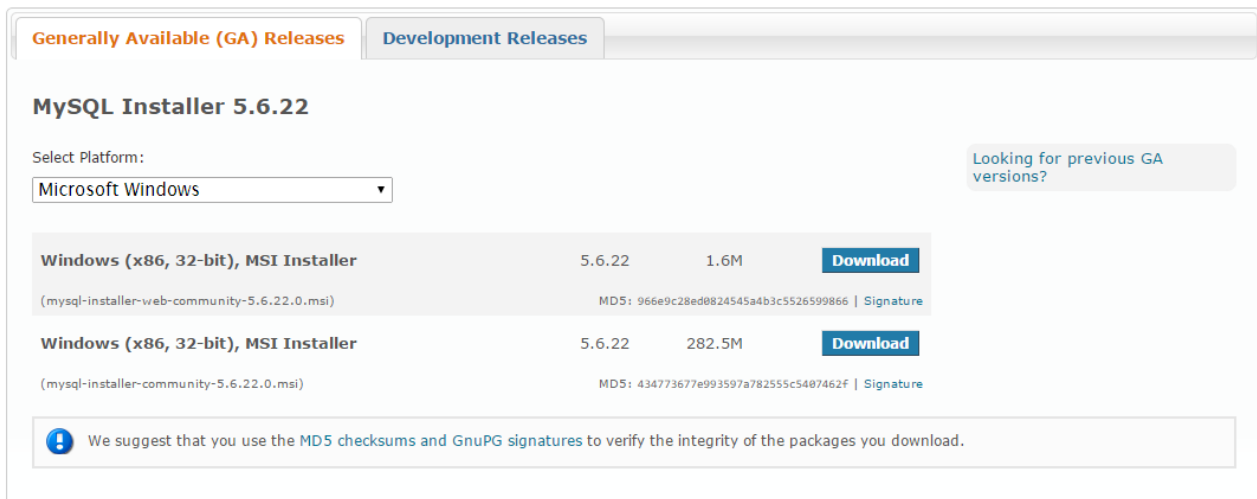 Generally Available (GA) Releases
Development Releases
MySQL Installer 5.6.22
Select Platform:
Microsoft Windows
Looking for previous GA
versions?
Windows (x86, 32-bit), MSI Installer 5.6.22 1.6M Download
(mysql-installer-web-community-5.6.22.0.msi) MD5: 966e9c28ed0824545a4b3c5526599866 | Signature
Windows (x86, 32-bit), MSI Installer 5.6.22 282.5M Download
(mysql-installer-community-5.6.22.0.msi) MD5: 434773677e993597a782555c5407462f | Signature
We suggest that you use the MD5 checksums and GnuPG signatures to verify the integrity of the packages you download.